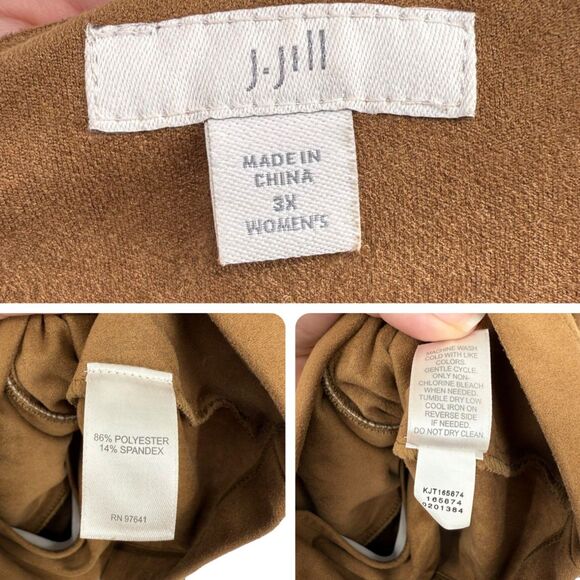 J.Jill
MADE IN
CHINA
3X
WOMEN'S
86% POLYESTER
14% SPANDEX
RN 97641
MACHINE WASH
COLD WITH LIKE
COLORS.
GENTLE CYCLE.
ONLY NON-
CHLORINE BLEACH
WHEN NEEDED.
TUMBLE DRY LOW
COOL IRON ON
REVERSE SIDE
IF NEEDED.
DO NOT DRY CLEAN.
KJT165874
165874
0201384